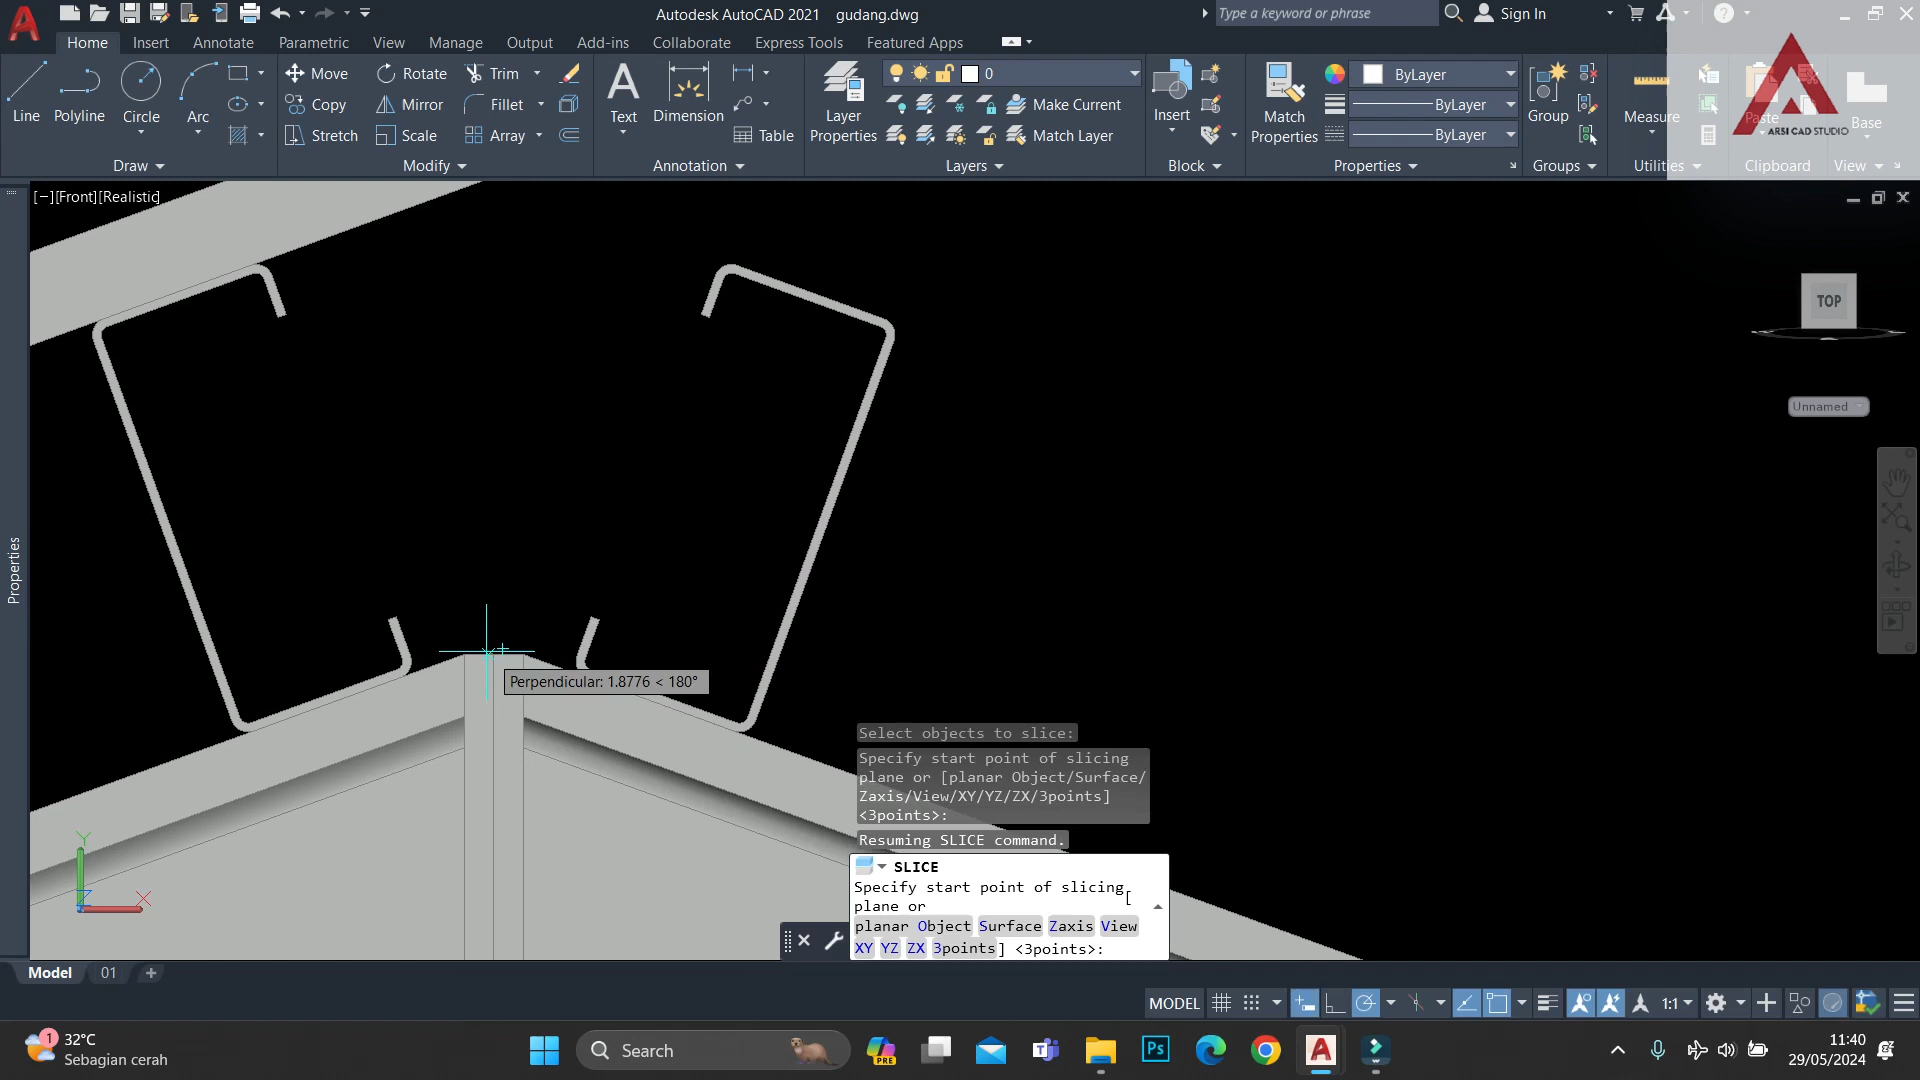 Autodesk AutoCAD 2021 gudang.dwg
Type a keyword or phrase
Sign In
Home Insert Annotate Parametric View Manage Output Add-ins Collaborate Express Tools Featured Apps
Line Polyline Circle Arc
Move Rotate Trim
Copy Mirror Fillet
Stretch Scale Array
Text Dimension Table
Layer Properties
0
Make Current
Match Layer
Insert
Match Properties
ByLayer
ByLayer
ByLayer
Group
Measure
Paste
Base
ARSI CAD STUDIO
Draw Modify Annotation Layers Block Properties Groups Utilities Clipboard View
[−][Front][Realistic]
TOP
Unnamed
Properties
Perpendicular: 1.8776 < 180°
Select objects to slice:
Specify start point of slicing
plane or [planar Object/Surface/
Zaxis/View/XY/YZ/ZX/3points]
<3points>:
Resuming SLICE command.
SLICE
Specify start point of slicing
plane or [
planar Object Surface Zaxis View
XY YZ ZX 3points] <3points>:
Y
X
Z
Model 01
MODEL
1:1
1
32°C
Sebagian cerah
Search
PRE
Ps
11:40
29/05/2024